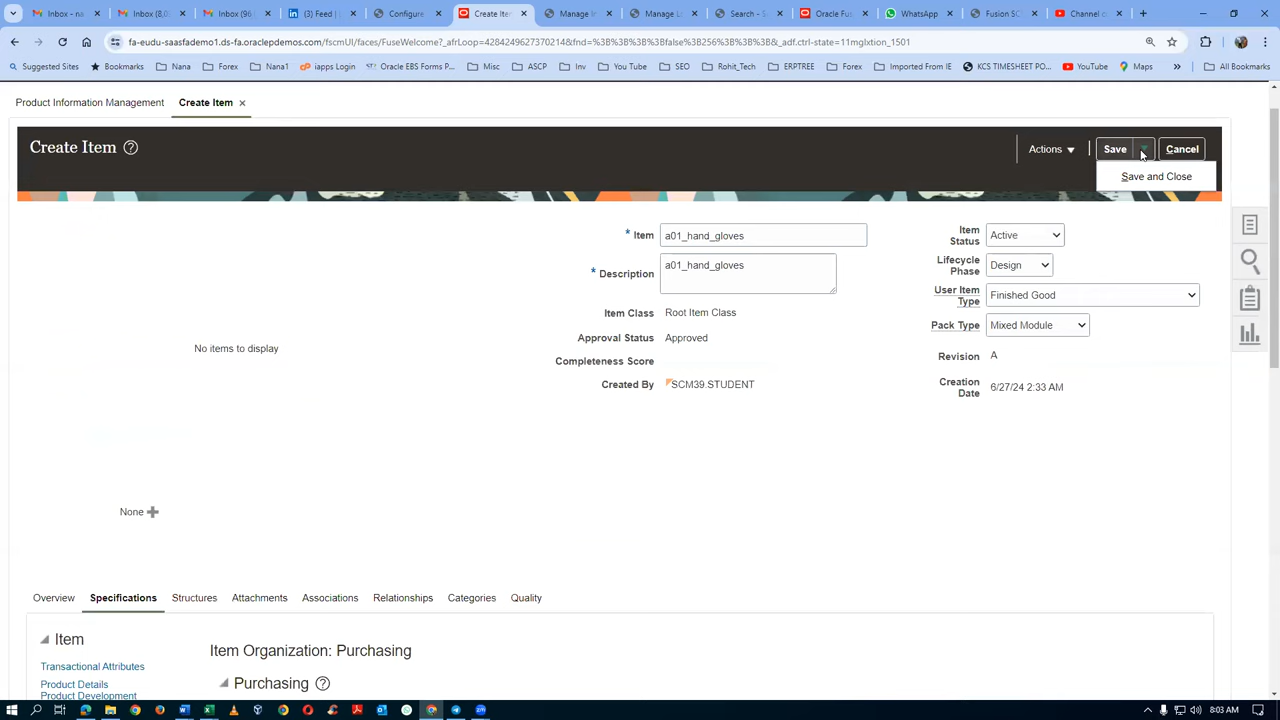 Inbox – na
Inbox (8,0
Inbox (96
(3) Feed | 
Configure
Create Iten
Manage In
Manage Lo
Search - S
Oracle Fus
WhatsApp
Fusion SC
Channel c
fa-eudu-saasfademo1.ds-fa.oraclepdemos.com/fscmUI/faces/FuseWelcome?_afrLoop=4284249627370214&fnd=%3B%3B%3B%3Bfalse%3B256%3B%3B%3B&_adf.ctrl-state=11mglxtion_1501
Suggested Sites Bookmarks Nana Forex Nana1 iapps Login Oracle EBS Forms P... Misc ASCP Inv You Tube SEO Rohit_Tech ERPTREE Forex Imported From IE KCS TIMESHEET PO... YouTube Maps » All Bookmarks
Product Information Management Create Item ×
Create Item ? Actions Save Cancel
Save and Close
* Item a01_hand_gloves
* Description a01_hand_gloves
Item Class Root Item Class
Approval Status Approved
Completeness Score
Created By SCM39.STUDENT
Item Status Active
Lifecycle Phase Design
User Item Type Finished Good
Pack Type Mixed Module
Revision A
Creation Date 6/27/24 2:33 AM
No items to display
None
Overview Specifications Structures Attachments Associations Relationships Categories Quality
Item
Transactional Attributes
Product Details
Product Development
Item Organization: Purchasing
Purchasing ?
8:03 AM